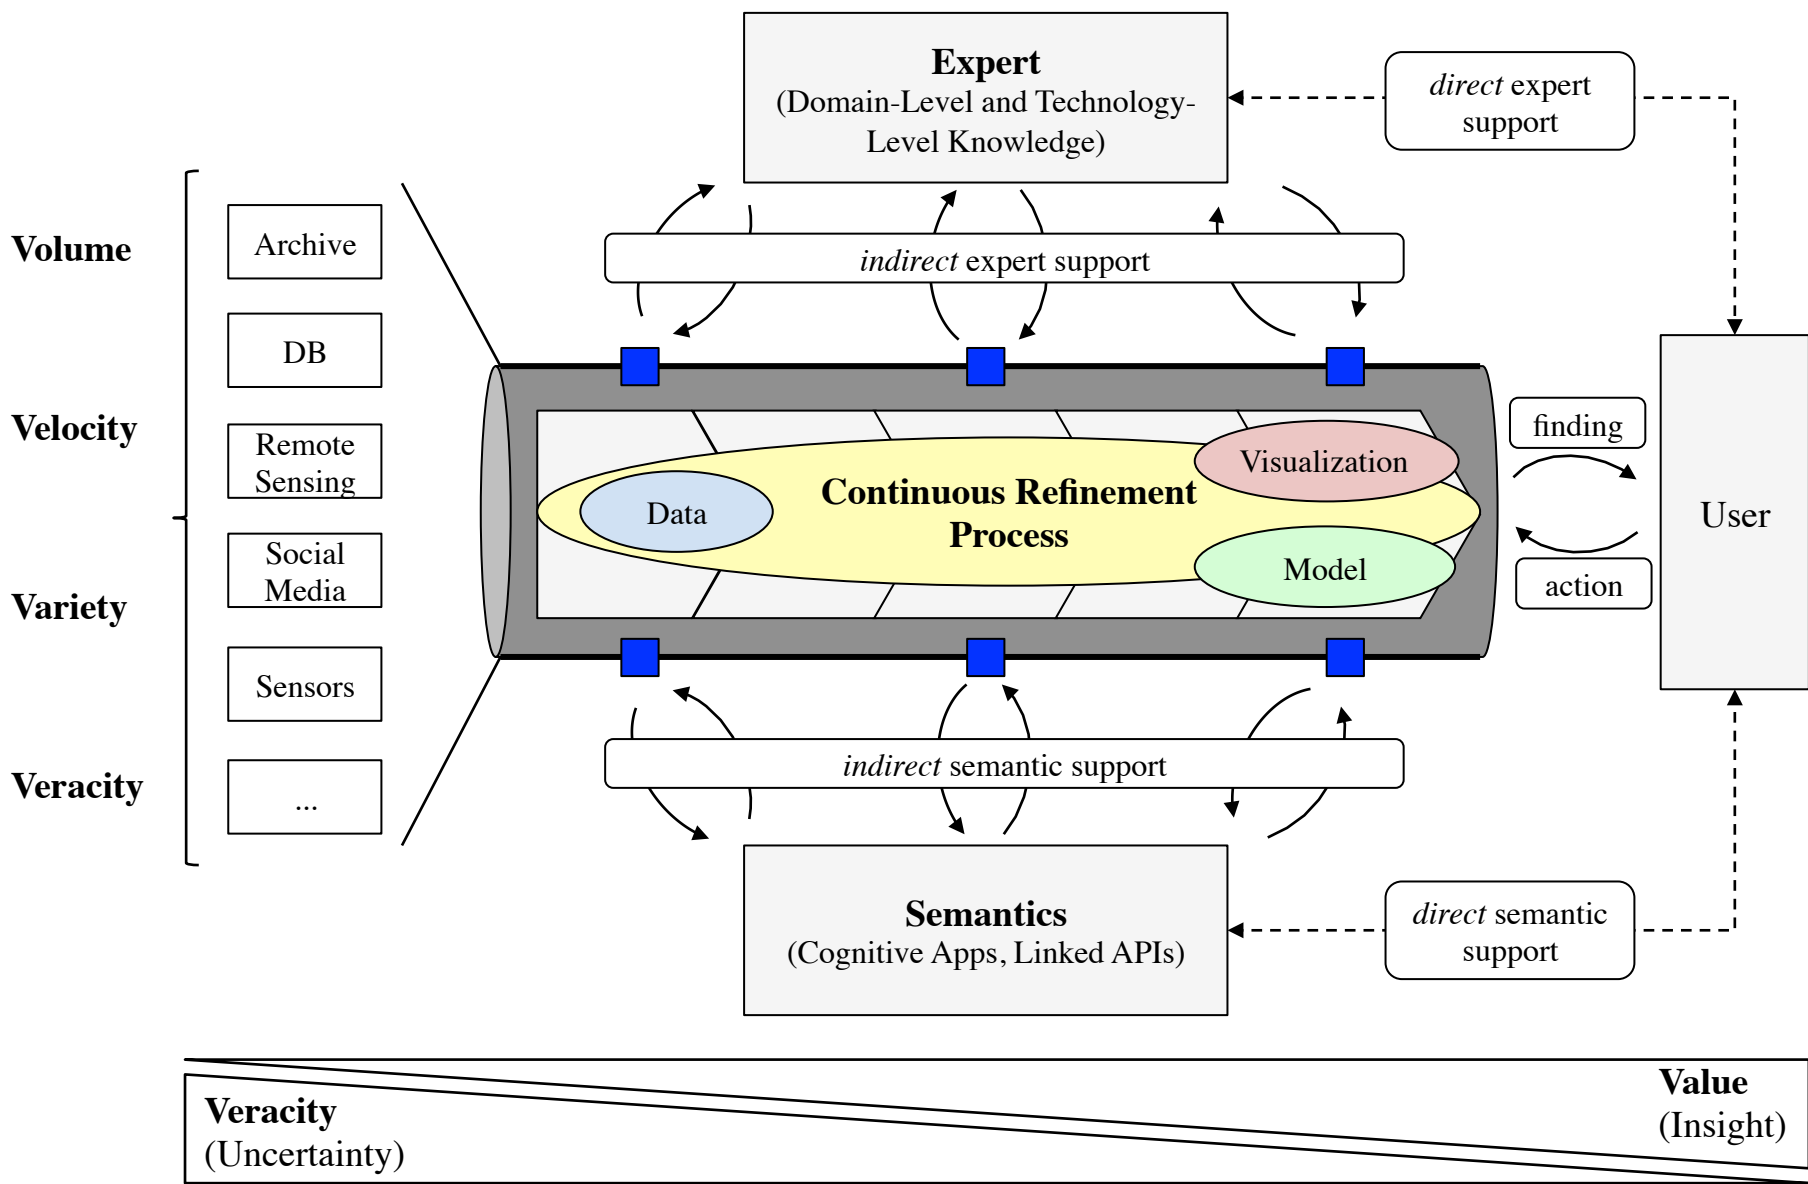 Expert
(Domain-Level and Technology-
Level Knowledge)
direct expert
support
Volume
Velocity
Variety
Veracity
Archive
DB
Remote
Sensing
Social
Media
Sensors
...
indirect expert support
Data
Continuous Refinement
Process
Visualization
Model
finding
action
User
indirect semantic support
Semantics
(Cognitive Apps, Linked APIs)
direct semantic
support
Veracity
(Uncertainty)
Value
(Insight)